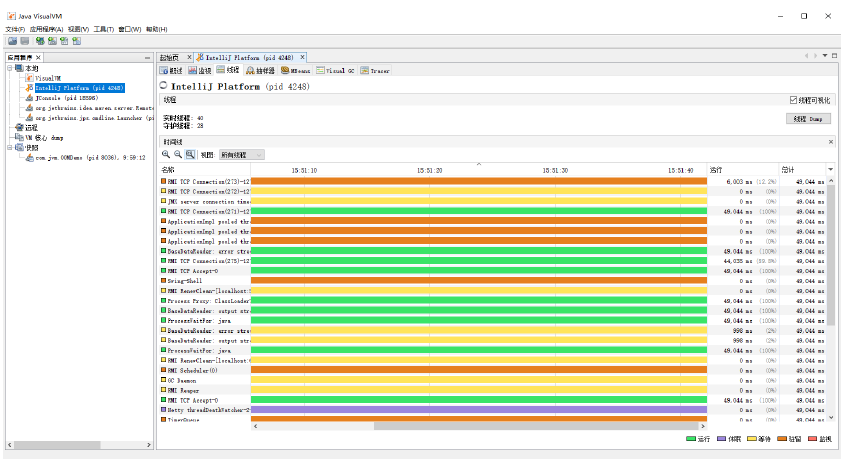 Java VisualVM
文件(F) 应用程序(A) 视图(V) 工具(T) 窗口(W) 帮助(H)
应用程序 ×
本地
VisualVM
IntelliJ Platform (pid 4248)
JConsole (pid 18596)
org.jetbrains.idea.maven.server.Remote
org.jetbrains.jps.cmdline.Launcher (pi
远程
VM 核心 dump
快照
com.jvm.OOMDemo (pid 8036), 9:59:12
起始页 × IntelliJ Platform (pid 4248) ×
概述 监视 线程 抽样器 MBeans Visual GC Tracer
IntelliJ Platform (pid 4248)
线程 线程可视化
实时线程: 40
守护线程: 28
线程 Dump
时间线
视图: 所有线程
名称 15:51:10 15:51:20 15:51:30 15:51:40 运行 总计
RMI TCP Connection(273)-12 6,003 ms (12.2%) 49,044 ms
RMI TCP Connection(272)-12 0 ms (0%) 49,044 ms
JMX server connection time 0 ms (0%) 49,044 ms
RMI TCP Connection(271)-12 49,044 ms (100%) 49,044 ms
ApplicationImpl pooled thr 0 ms (0%) 49,044 ms
ApplicationImpl pooled thr 0 ms (0%) 49,044 ms
ApplicationImpl pooled thr 0 ms (0%) 49,044 ms
BaseDataReader: error stre 49,044 ms (100%) 49,044 ms
RMI TCP Connection(275)-12 44,035 ms (89.8%) 49,044 ms
RMI TCP Accept-0 49,044 ms (100%) 49,044 ms
Swing-Shell 0 ms (0%) 49,044 ms
RMI RenewClean-[localhost: 0 ms (0%) 49,044 ms
Process Proxy: ClassLoader 49,044 ms (100%) 49,044 ms
BaseDataReader: output str 49,044 ms (100%) 49,044 ms
ProcessWaitFor: java 49,044 ms (100%) 49,044 ms
BaseDataReader: error stre 998 ms (2%) 49,044 ms
BaseDataReader: output str 998 ms (2%) 49,044 ms
ProcessWaitFor: java 49,044 ms (100%) 49,044 ms
RMI RenewClean-[localhost: 0 ms (0%) 49,044 ms
RMI Scheduler(0) 0 ms (0%) 49,044 ms
GC Daemon 0 ms (0%) 49,044 ms
RMI Reaper 0 ms (0%) 49,044 ms
RMI TCP Accept-0 49,044 ms (100%) 49,044 ms
Netty threadDeathWatcher-2 0 ms (0%) 49,044 ms
TimerQueue 0 ms (0%) 49,044 ms
运行 休眠 等待 驻留 监视